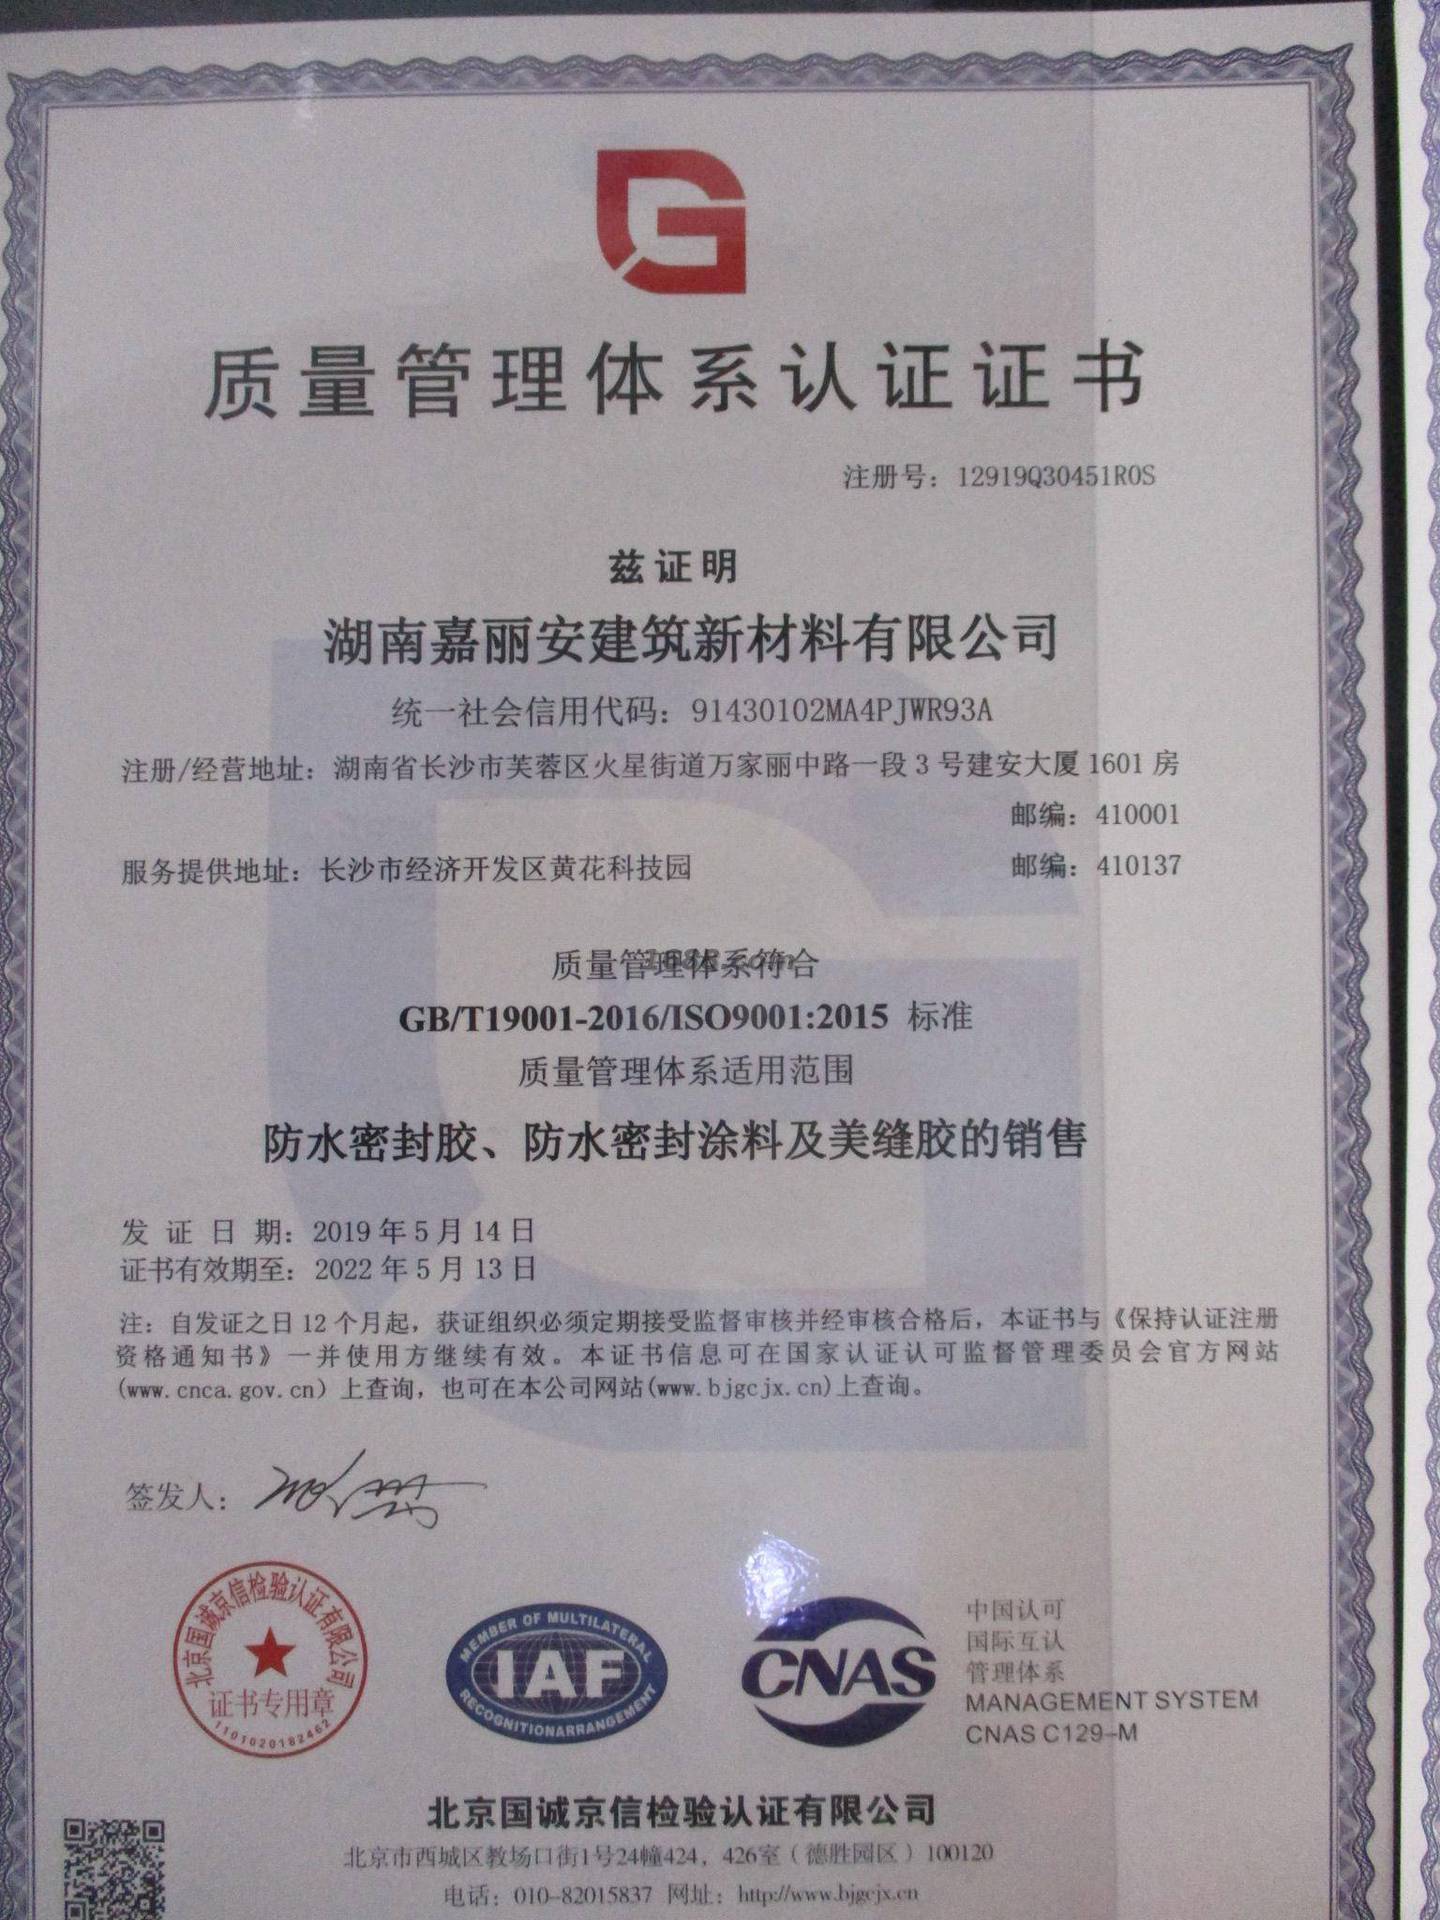 质量管理体系认证证书
注册号：12919Q30451R0S
兹证明
湖南嘉丽安建筑新材料有限公司
统一社会信用代码：91430102MA4PJWR93A
注册/经营地址：湖南省长沙市芙蓉区火星街道万家丽中路一段3号建安大厦1601房
邮编：410001
服务提供地址：长沙市经济开发区黄花科技园 邮编：410137
质量管理体系符合
GB/T19001-2016/ISO9001:2015 标准
质量管理体系适用范围
防水密封胶、防水密封涂料及美缝胶的销售
发证日期：2019年5月14日
证书有效期至：2022年5月13日
注：自发证之日12个月起，获证组织必须定期接受监督审核并经审核合格后，本证书与《保持认证注册
资格通知书》一并使用方继续有效。本证书信息可在国家认证认可监督管理委员会官方网站
(www.cnca.gov.cn）上查询，也可在本公司网站(www.bjgcjx.cn)上查询。
签发人：
北京国诚京信检验认证有限公司
证书专用章
1101020182462
MEMBER OF MULTILATERAL
IAF
RECOGNITIONARRANGEMENT
CNAS
中国认可
国际互认
管理体系
MANAGEMENT SYSTEM
CNAS C129-M
北京国诚京信检验认证有限公司
北京市西城区教场口街1号24幢424，426室（德胜园区）100120
电话：010-82015837 网址：http://www.bjgcjx.cn